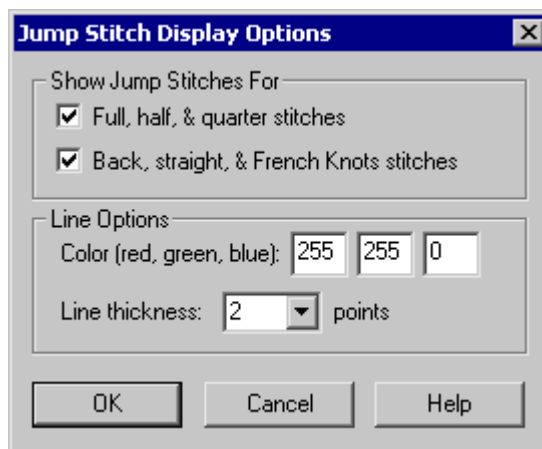 Jump Stitch Display Options
Show Jump Stitches For
Full, half, & quarter stitches
Back, straight, & French Knots stitches
Line Options
Color (red, green, blue): 255 255 0
Line thickness: 2 points
OK Cancel Help